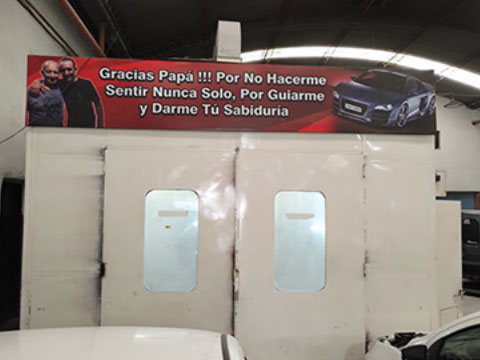 Gracias Papá !!! Por No Hacerme
Sentir Nunca Solo, Por Guiarme
y Darme Tú Sabiduría